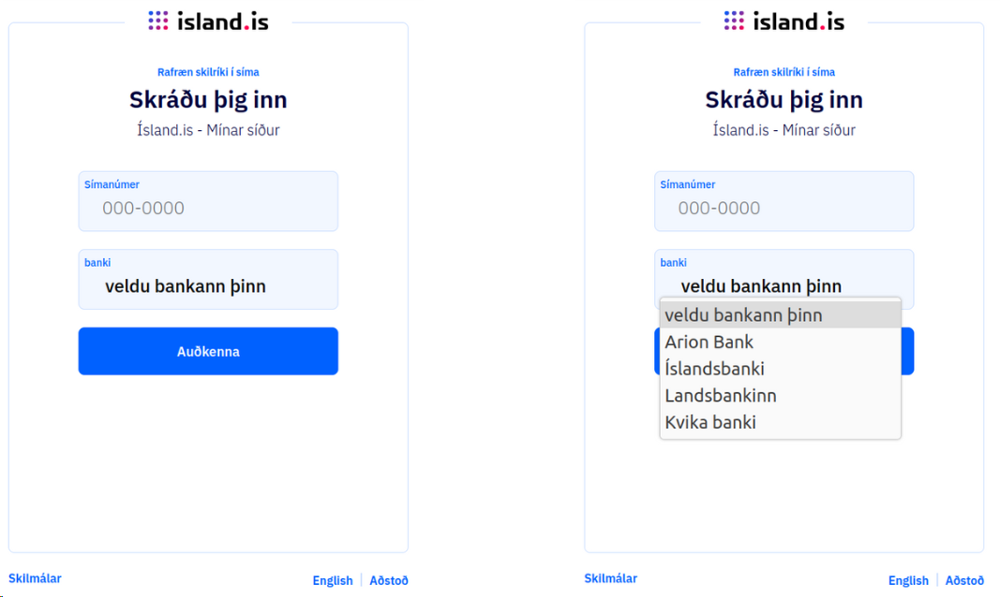 island.is
Rafræn skilríki í síma
Skráðu þig inn
Ísland.is - Mínar síður
Símanúmer
000-0000
banki
veldu bankann þinn
Auðkenna
Skilmálar
English
Aðstoð
island.is
Rafræn skilríki í síma
Skráðu þig inn
Ísland.is - Mínar síður
Símanúmer
000-0000
banki
veldu bankann þinn
veldu bankann þinn
Arion Bank
Íslandsbanki
Landsbankinn
Kvika banki
Skilmálar
English
Aðstoð